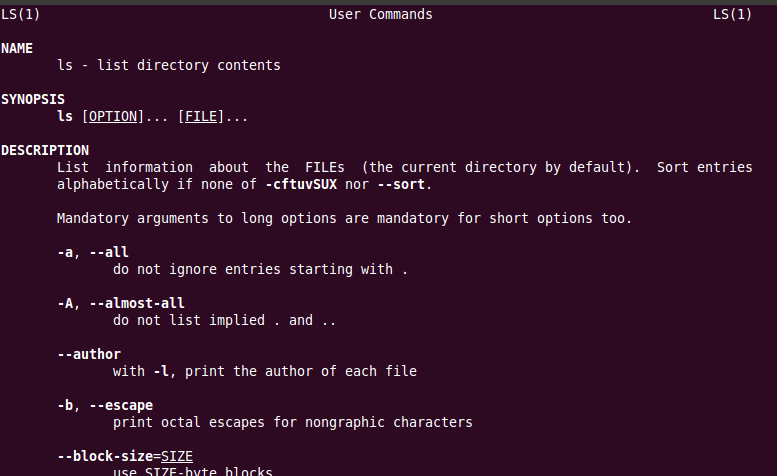 LS(1) User Commands LS(1)
NAME
ls - list directory contents
SYNOPSIS
ls [OPTION]... [FILE]...
DESCRIPTION
List information about the FILEs (the current directory by default). Sort entries
alphabetically if none of -cftuvSUX nor --sort.
Mandatory arguments to long options are mandatory for short options too.
-a, --all
do not ignore entries starting with .
-A, --almost-all
do not list implied . and ..
--author
with -l, print the author of each file
-b, --escape
print octal escapes for nongraphic characters
--block-size=SIZE
use SIZE-byte blocks